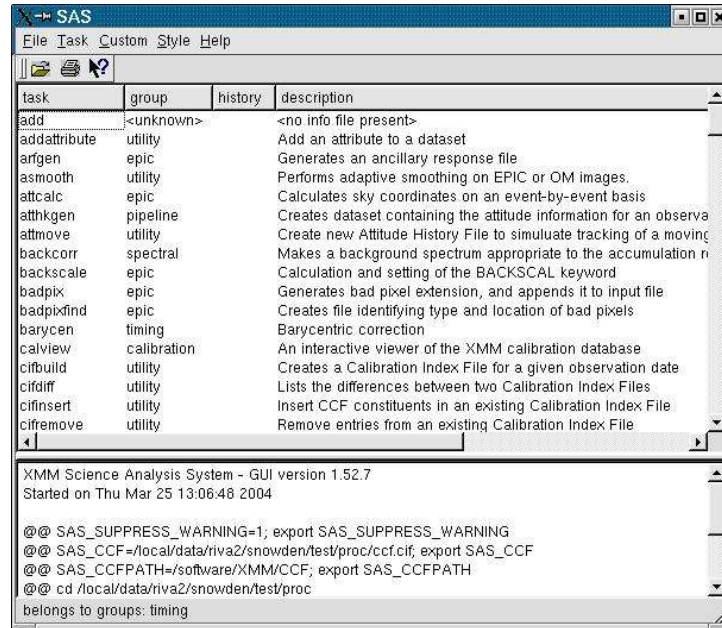 SAS
File Task Custom Style Help
task group history description
add <unknown> <no info file present>
addattribute utility Add an attribute to a dataset
arfgen epic Generates an ancillary response file
asmooth utility Performs adaptive smoothing on EPIC or OM images.
attcalc epic Calculates sky coordinates on an event-by-event basis
atthkgen pipeline Creates dataset containing the attitude information for an observa
attmove utility Create new Attitude History File to simuluate tracking of a moving
backcorr spectral Makes a background spectrum appropriate to the accumulation r
backscale epic Calculation and setting of the BACKSCAL keyword
badpix epic Generates bad pixel extension, and appends it to input file
badpixfind epic Creates file identifying type and location of bad pixels
barycen timing Barycentric correction
calview calibration An interactive viewer of the XMM calibration database
cifbuild utility Creates a Calibration Index File for a given observation date
cifdiff utility Lists the differences between two Calibration Index Files
cifinsert utility Insert CCF constituents in an existing Calibration Index File
cifremove utility Remove entries from an existing Calibration Index File
XMM Science Analysis System - GUI version 1.52.7
Started on Thu Mar 25 13:06:48 2004
@@ SAS_SUPPRESS_WARNING=1; export SAS_SUPPRESS_WARNING
@@ SAS_CCF=/local/data/riva2/snowden/test/proc/ccf.cif; export SAS_CCF
@@ SAS_CCFPATH=/software/XMM/CCF; export SAS_CCFPATH
@@ cd /local/data/riva2/snowden/test/proc
belongs to groups: timing